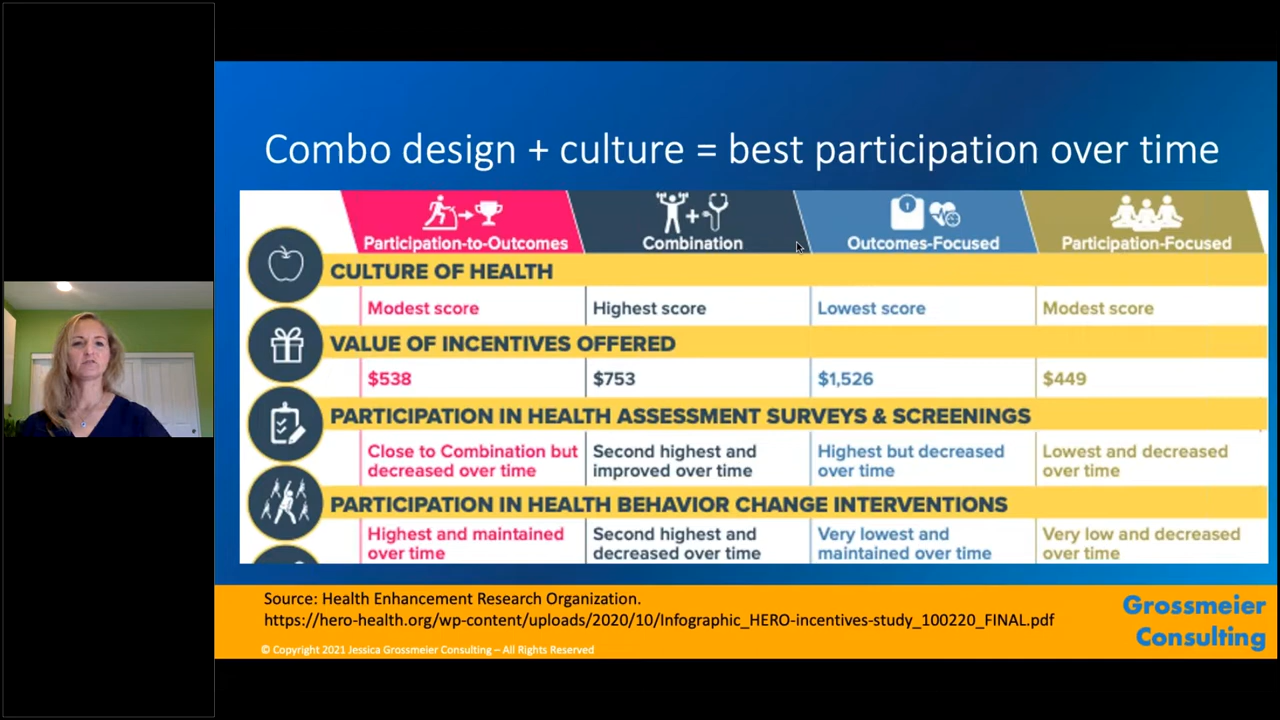 Combo design + culture = best participation over time
Participation-to-Outcomes
Combination
Outcomes-Focused
Participation-Focused
CULTURE OF HEALTH
Modest score
Highest score
Lowest score
Modest score
VALUE OF INCENTIVES OFFERED
$538
$753
$1,526
$449
PARTICIPATION IN HEALTH ASSESSMENT SURVEYS & SCREENINGS
Close to Combination but
decreased over time
Second highest and
improved over time
Highest but decreased
over time
Lowest and decreased
over time
PARTICIPATION IN HEALTH BEHAVIOR CHANGE INTERVENTIONS
Highest and maintained
over time
Second highest and
decreased over time
Very lowest and
maintained over time
Very low and decreased
over time
Source: Health Enhancement Research Organization.
https://hero-health.org/wp-content/uploads/2020/10/Infographic_HERO-incentives-study_100220_FINAL.pdf
© Copyright 2021 Jessica Grossmeier Consulting – All Rights Reserved
Grossmeier
Consulting